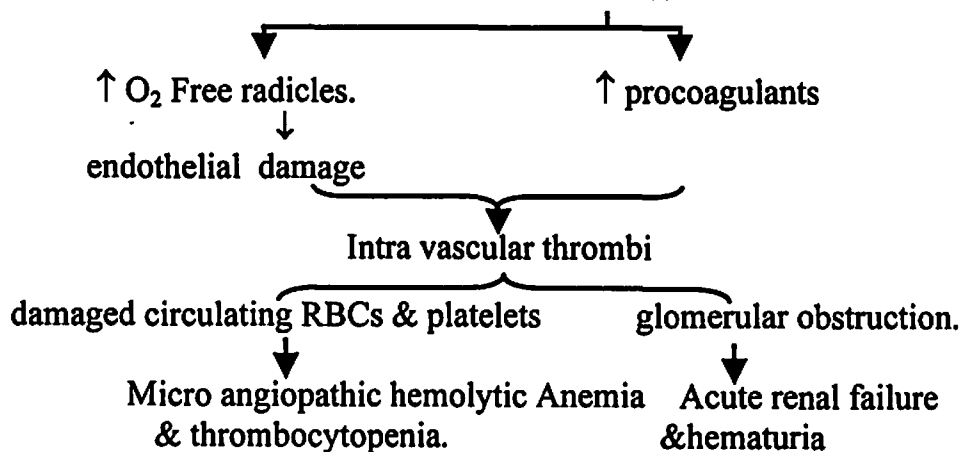 ↑ O₂ Free radicles. ↑ procoagulants
↓
endothelial damage
Intra vascular thrombi
damaged circulating RBCs & platelets glomerular obstruction.
Micro angiopathic hemolytic Anemia Acute renal failure
& thrombocytopenia. &hematuria